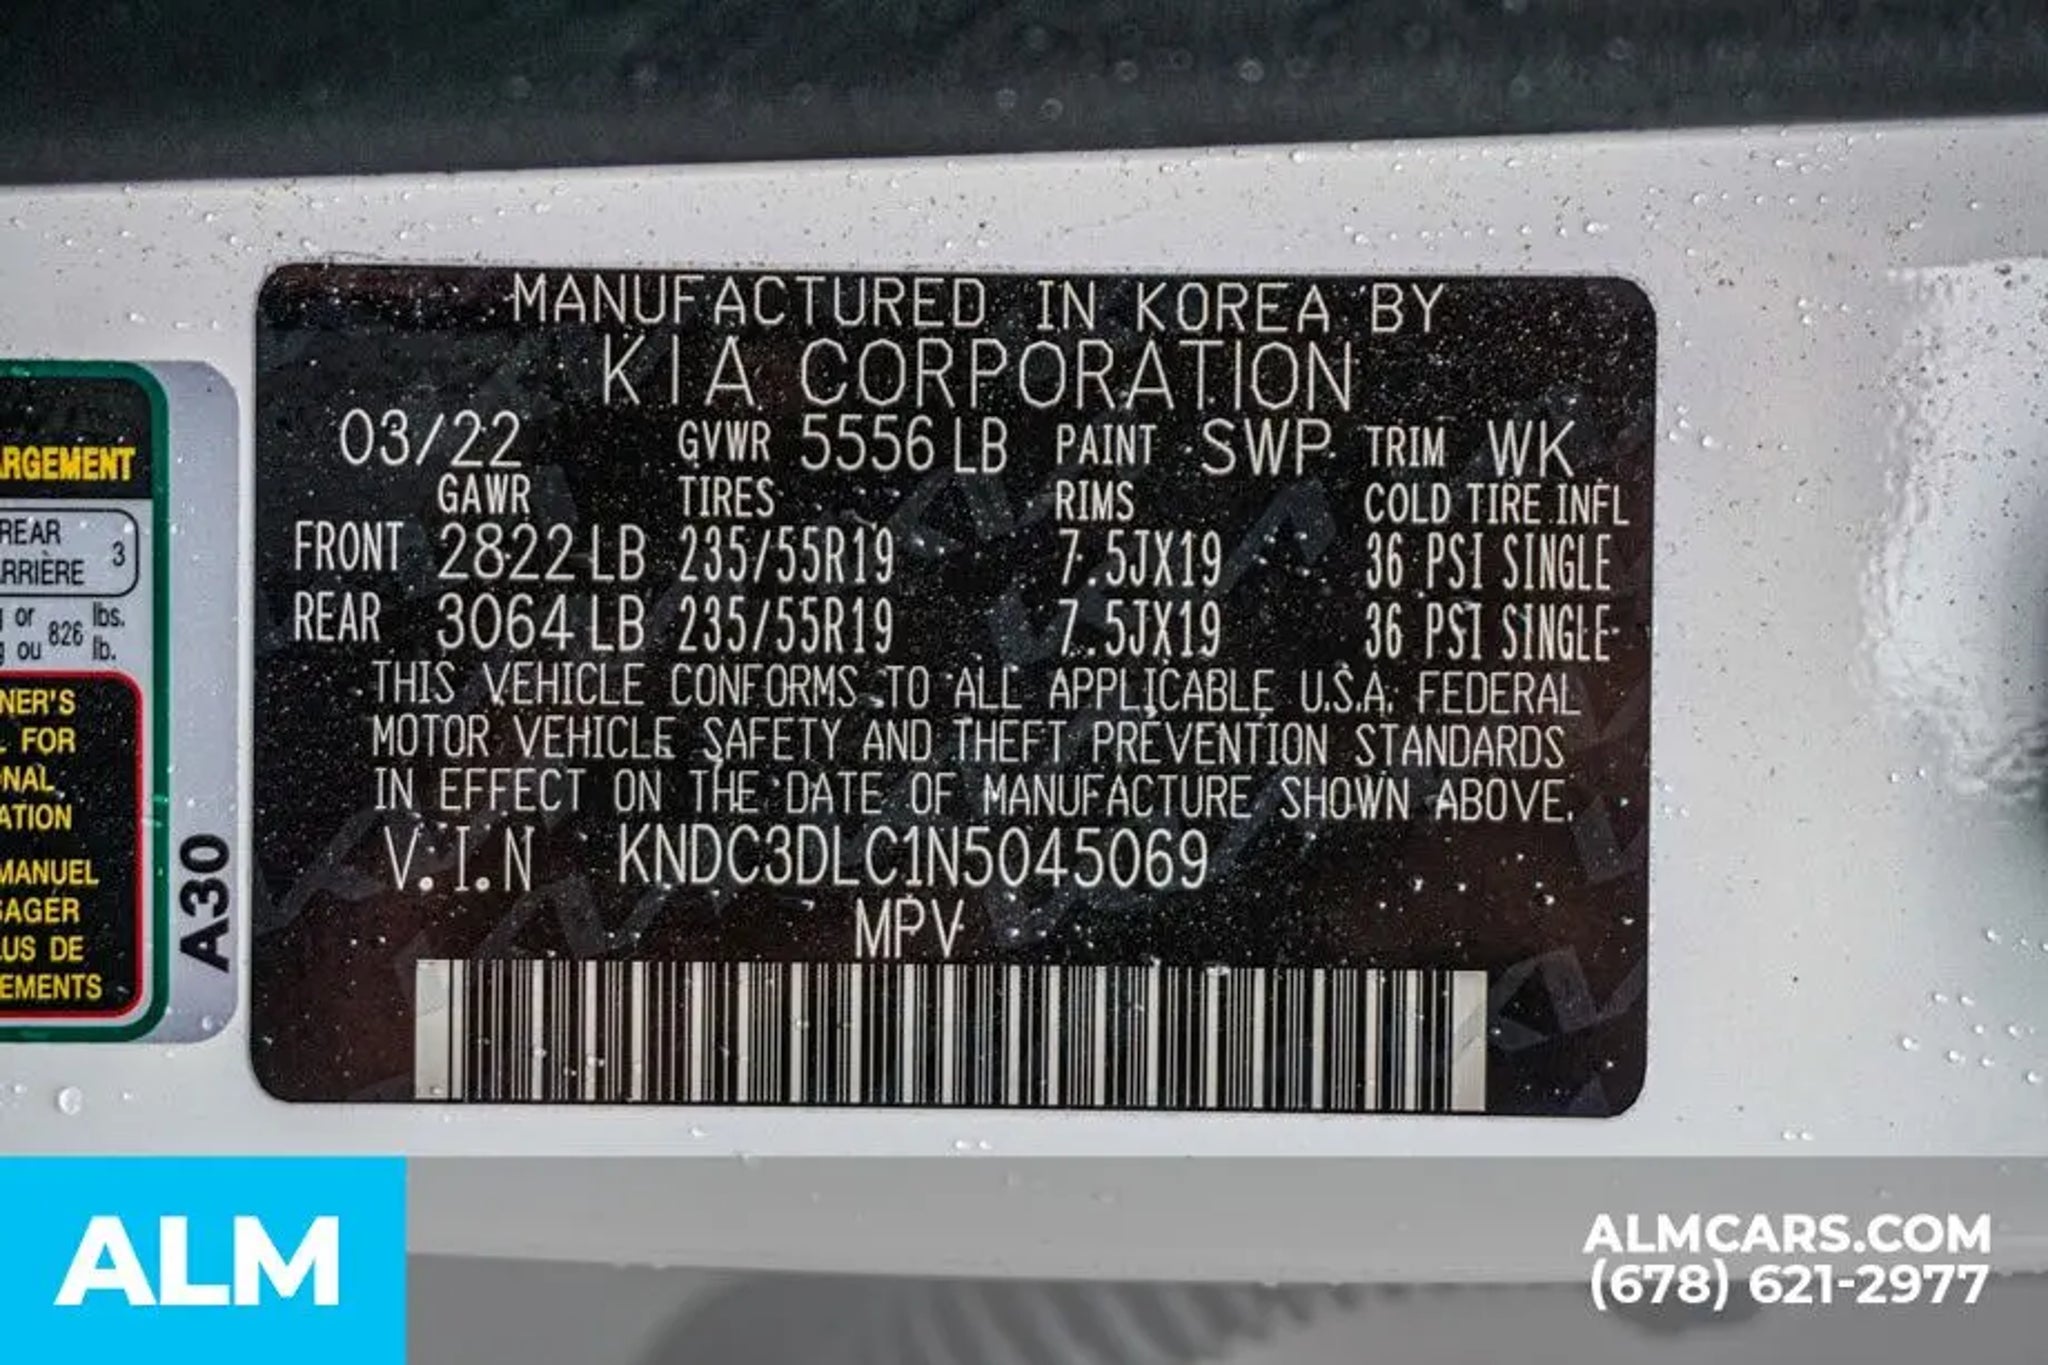 MANUFACTURED IN KOREA BY
KIA CORPORATION
03/22 GVWR 5556 LB PAINT SWP TRIM WK
GAWR TIRES RIMS COLD TIRE INFL
FRONT 2822 LB 235/55R19 7.5JX19 36 PSI SINGLE
REAR 3064 LB 235/55R19 7.5JX19 36 PSI SINGLE
THIS VEHICLE CONFORMS TO ALL APPLICABLE U.S.A. FEDERAL
MOTOR VEHICLE SAFETY AND THEFT PREVENTION STANDARDS
IN EFFECT ON THE DATE OF MANUFACTURE SHOWN ABOVE.
V.I.N KNDC3DLC1N5045069
MPV
ARGEMENT
REAR
RRIÈRE 3
or 826 lbs.
ou lb.
NER'S
FOR
NAL
ATION
MANUEL
SAGER
LUS DE
EMENTS
A30
ALM
ALMCARS.COM
(678) 621-2977